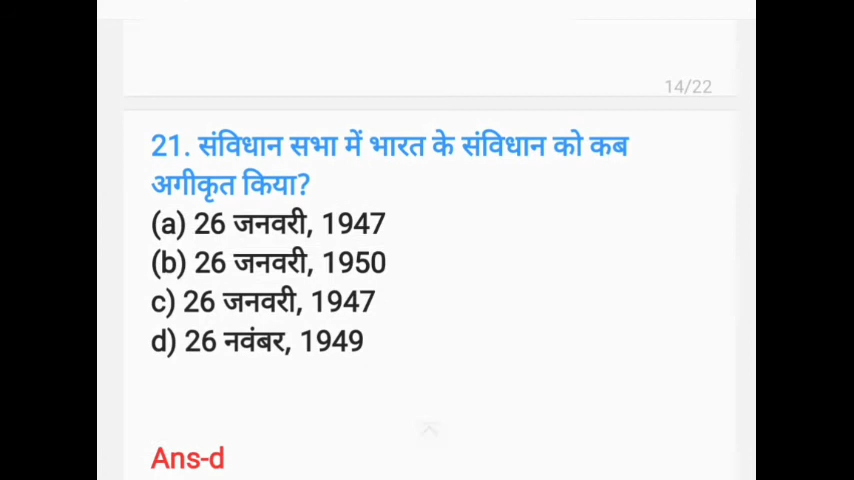 14/22
21. संविधान सभा में भारत के संविधान को कब
अगीकृत किया?
(a) 26 जनवरी, 1947
(b) 26 जनवरी, 1950
c) 26 जनवरी, 1947
d) 26 नवंबर, 1949
Ans-d